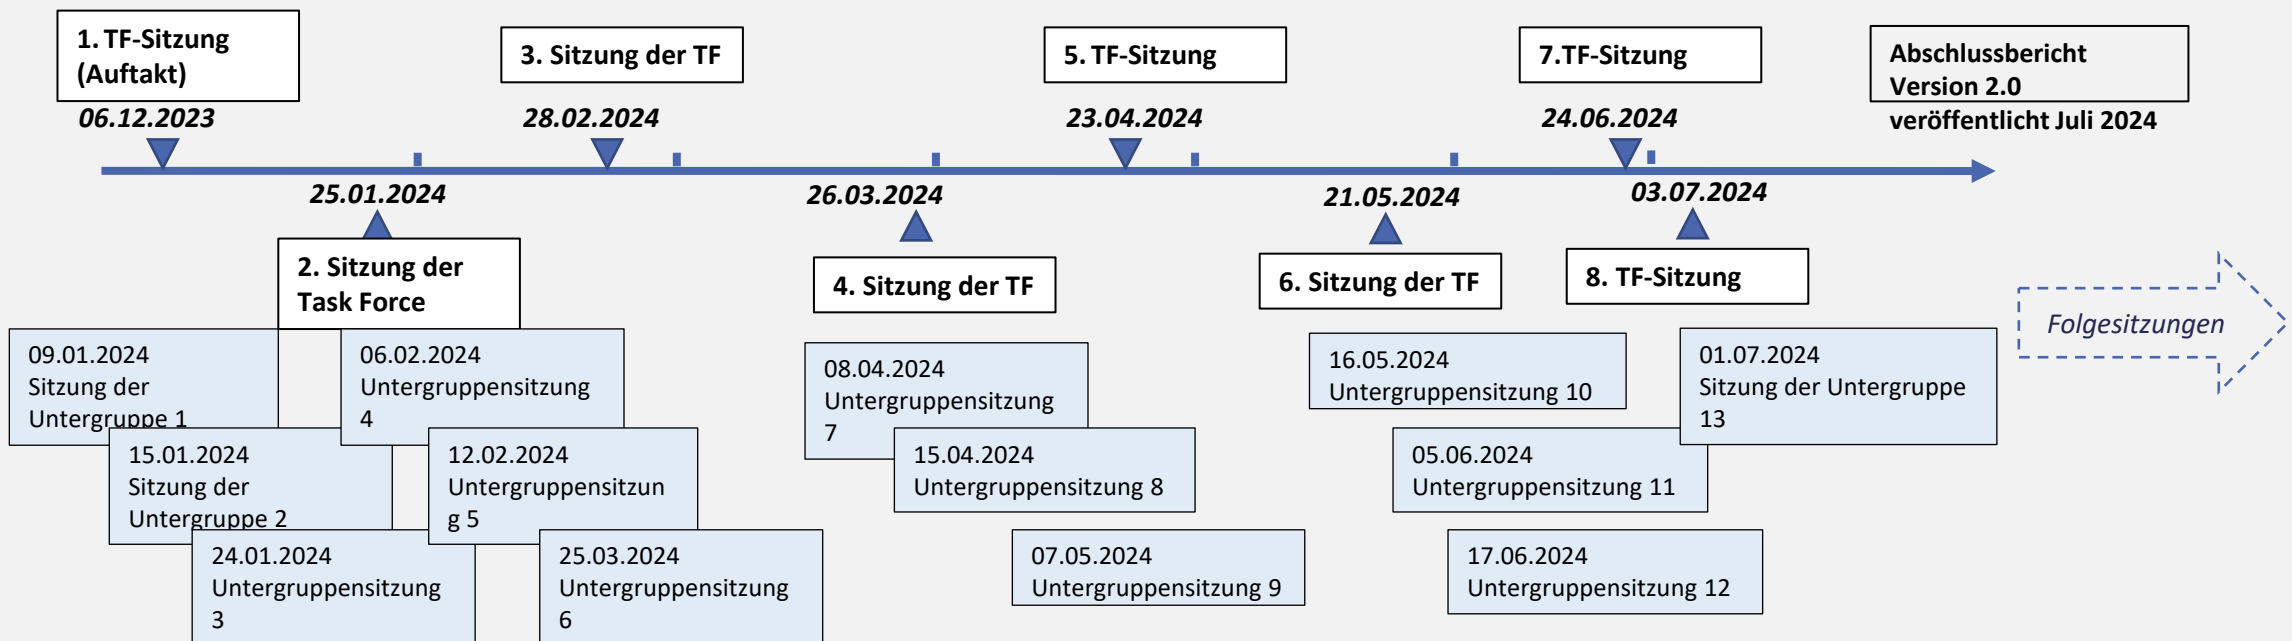 1. TF-Sitzung
(Auftakt)
06.12.2023
3. Sitzung der TF
28.02.2024
5. TF-Sitzung
23.04.2024
7.TF-Sitzung
24.06.2024
Abschlussbericht
Version 2.0
veröffentlicht Juli 2024
25.01.2024
2. Sitzung der
Task Force
26.03.2024
4. Sitzung der TF
21.05.2024
6. Sitzung der TF
03.07.2024
8. TF-Sitzung
Folgesitzungen
09.01.2024
Sitzung der
Untergruppe 1
15.01.2024
Sitzung der
Untergruppe 2
24.01.2024
Untergruppensitzung
3
06.02.2024
Untergruppensitzung
4
12.02.2024
Untergruppensitzun
g 5
25.03.2024
Untergruppensitzung
6
08.04.2024
Untergruppensitzung
7
15.04.2024
Untergruppensitzung 8
07.05.2024
Untergruppensitzung 9
16.05.2024
Untergruppensitzung 10
05.06.2024
Untergruppensitzung 11
17.06.2024
Untergruppensitzung 12
01.07.2024
Sitzung der Untergruppe
13